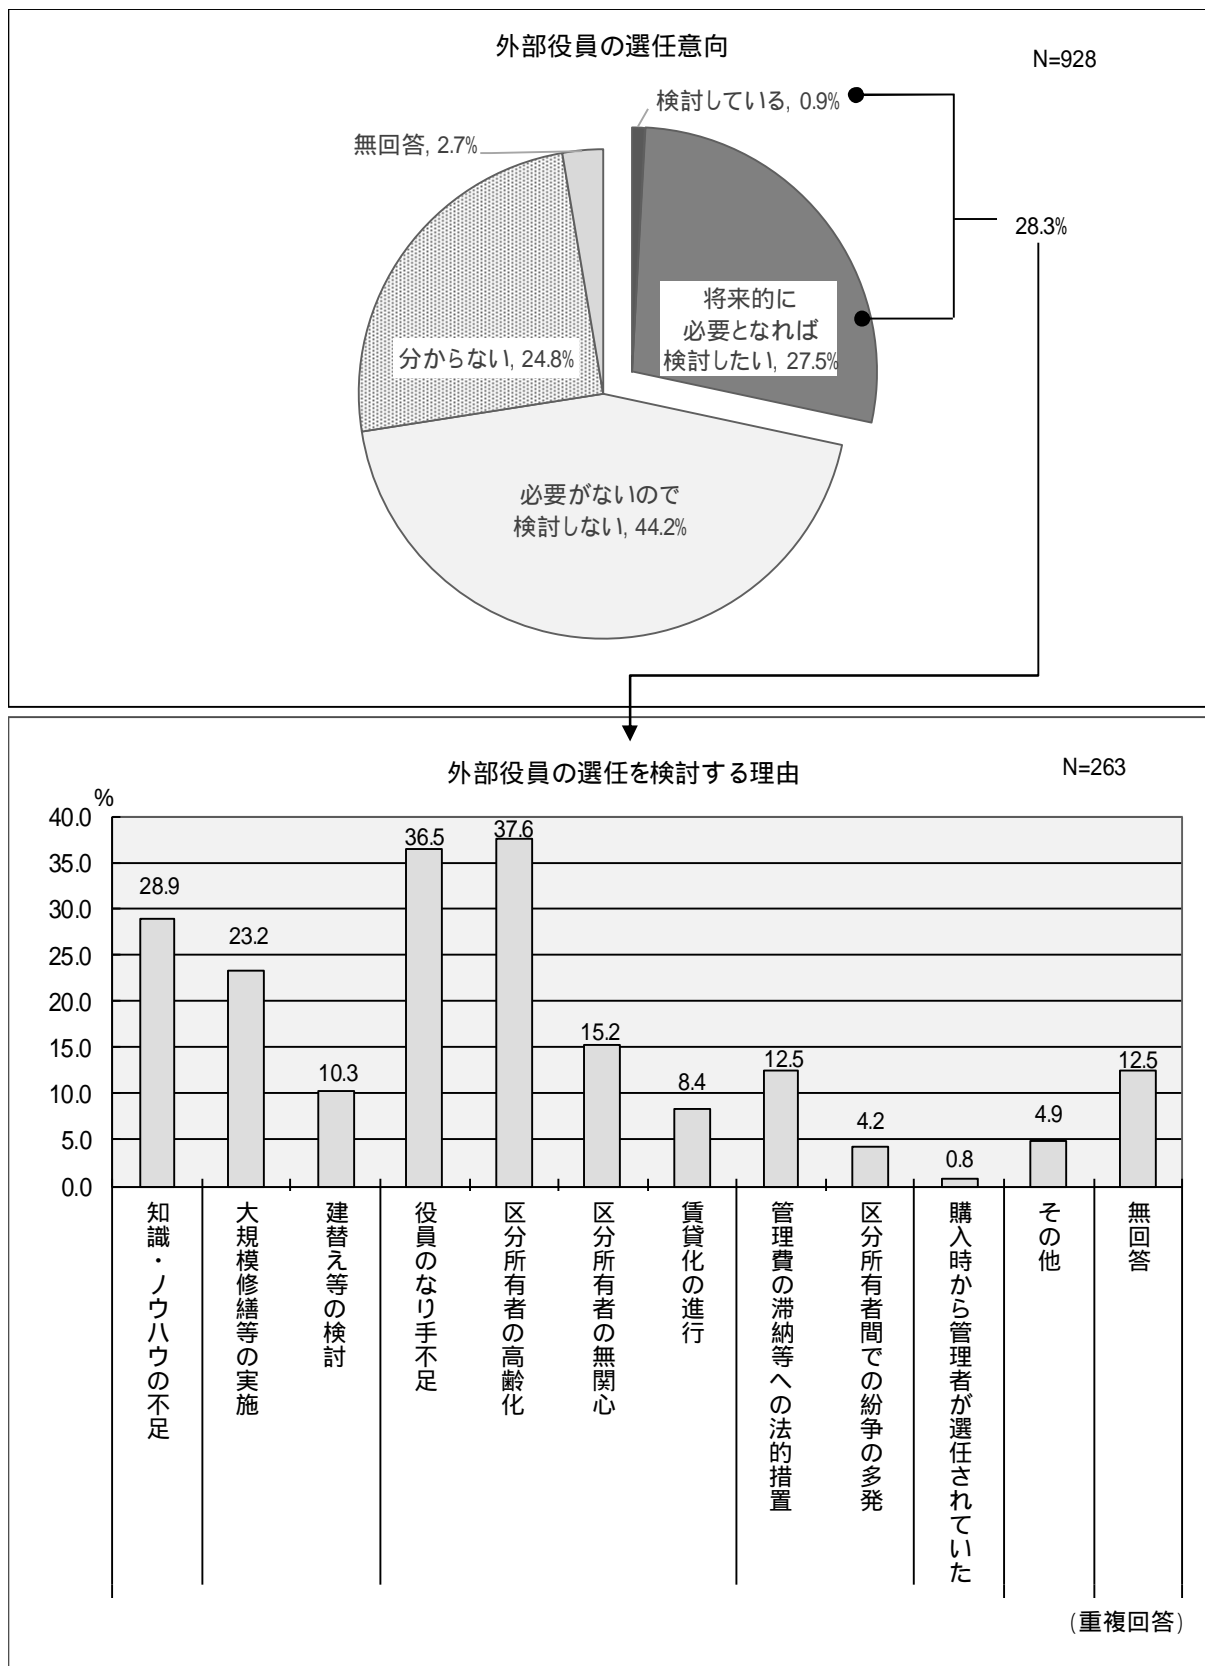 外部役員の選任意向
N=928
検討している, 0.9%
無回答, 2.7%
28.3%
将来的に
必要となれば
検討したい, 27.5%
分からない, 24.8%
必要がないので
検討しない, 44.2%
外部役員の選任を検討する理由
N=263
%
40.0
35.0
30.0
25.0
20.0
15.0
10.0
5.0
0.0
28.9
23.2
10.3
36.5
37.6
15.2
8.4
12.5
4.2
0.8
4.9
12.5
知識・ノウハウの不足
大規模修繕等の実施
建替え等の検討
役員のなり手不足
区分所有者の高齢化
区分所有者の無関心
賃貸化の進行
管理費の滞納等への法的措置
区分所有者間での紛争の多発
購入時から管理者が選任されていた
その他
無回答
(重複回答)